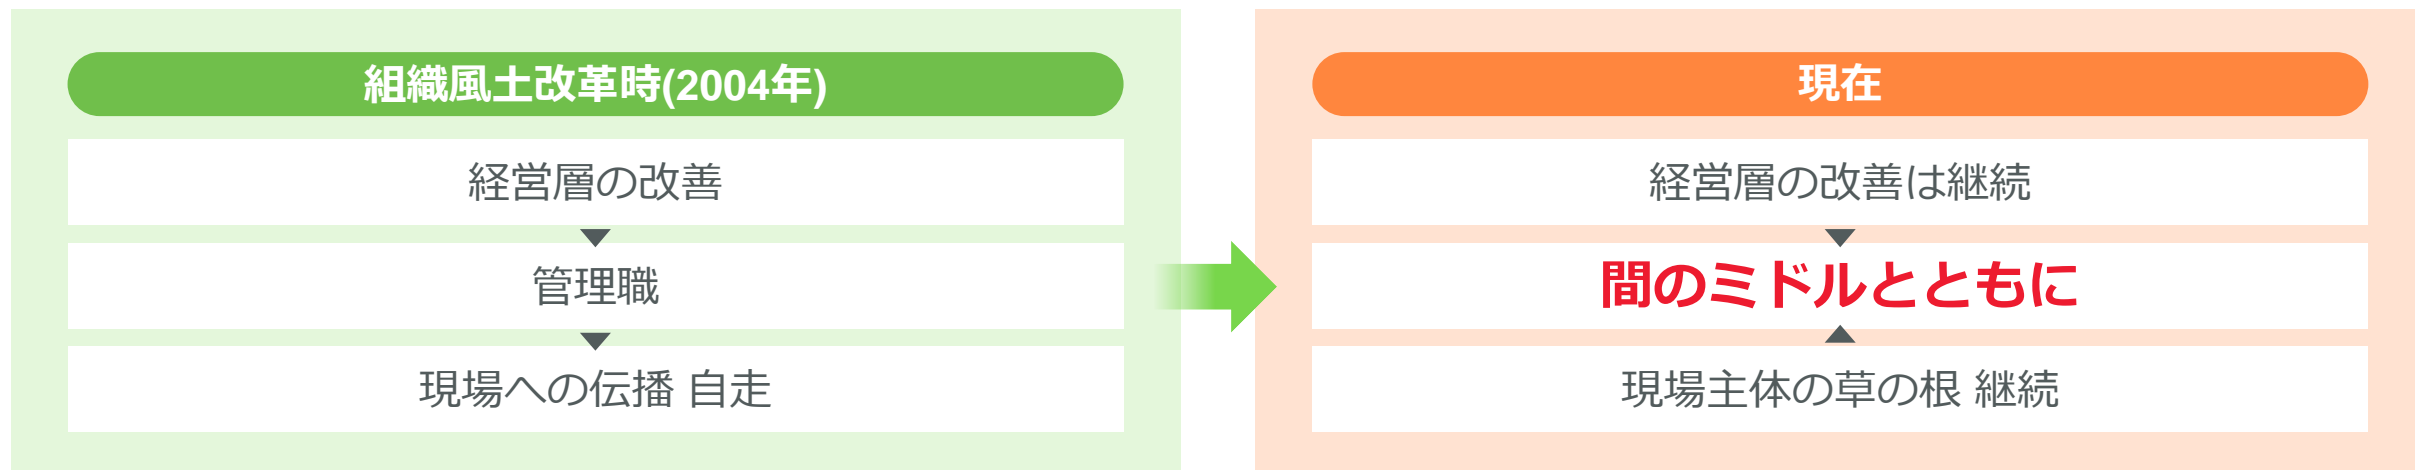 組織風土改革時(2004年)
経営層の改善
管理職
現場への伝播 自走
現在
経営層の改善は継続
間のミドルとともに
現場主体の草の根 継続